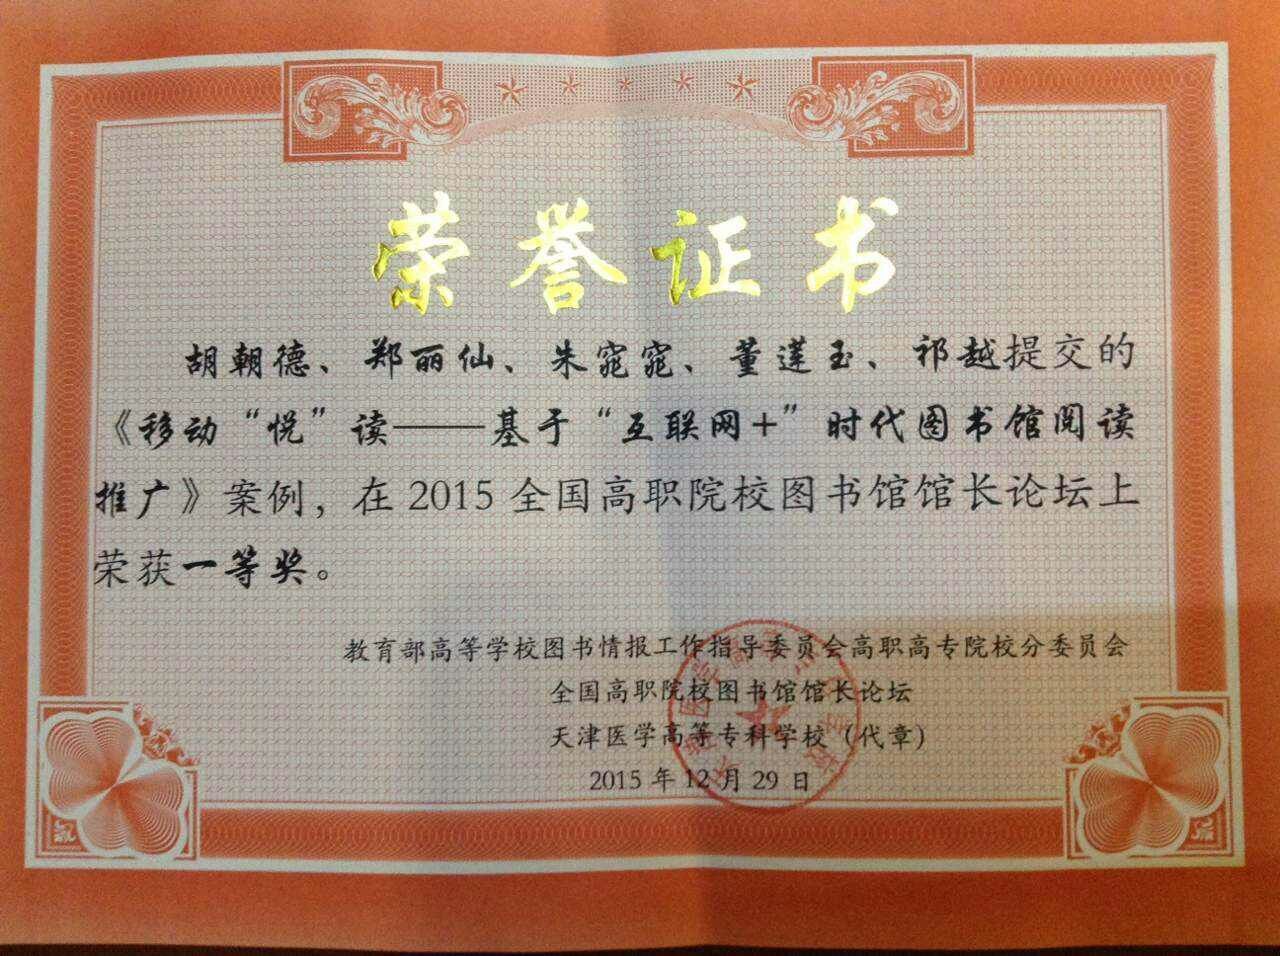 荣誉证书
胡朝德、郑丽仙、朱窕窕、董莲玉、祁越提交的
《移动“悦”读——基于“互联网+”时代图书馆阅读
推广》案例，在2015全国高职院校图书馆馆长论坛上
荣获一等奖。
教育部高等学校图书情报工作指导委员会高职高专院校分委员会
全国高职院校图书馆馆长论坛
天津医学高等专科学校（代章）
2015年12月29日